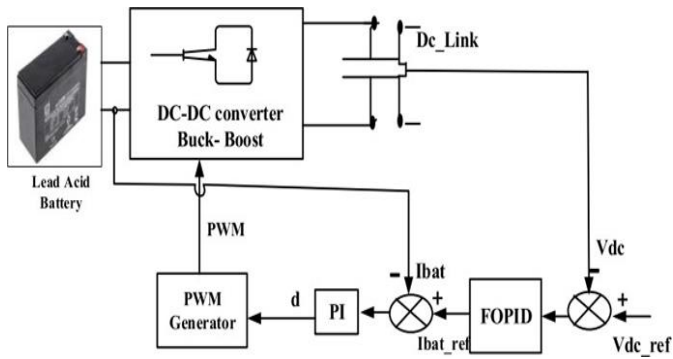 Dc_Link
DC-DC converter
Buck- Boost
Lead Acid
Battery
PWM
Vdc
Ibat
d
PWM
Generator
PI
FOPID
Ibat_ref
Vdc_ref